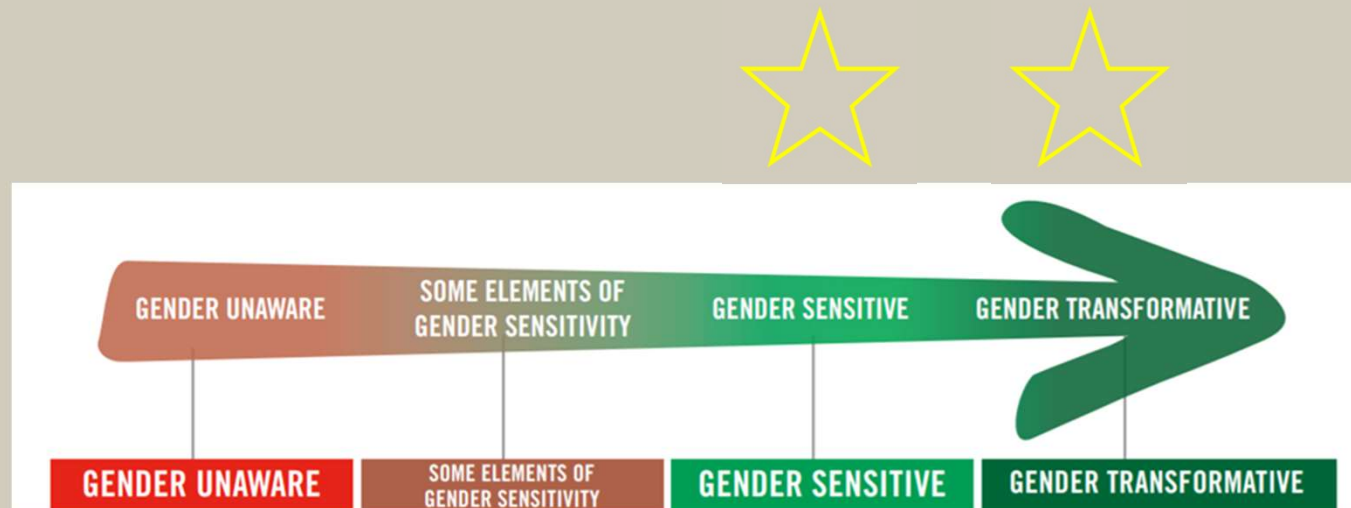 GENDER UNAWARE
SOME ELEMENTS OF
GENDER SENSITIVITY
GENDER SENSITIVE
GENDER TRANSFORMATIVE
GENDER UNAWARE
SOME ELEMENTS OF
GENDER SENSITIVITY
GENDER SENSITIVE
GENDER TRANSFORMATIVE